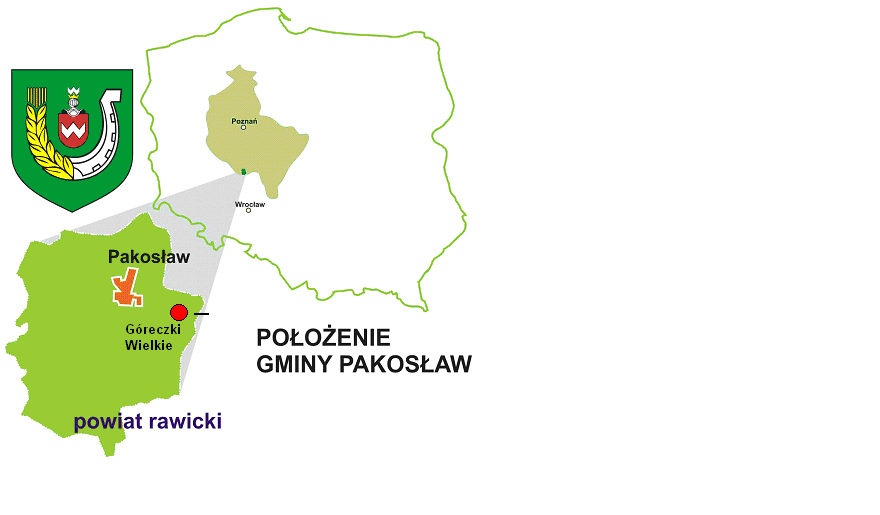 Poznań
Wrocław
Pakosław
Góreczki
Wielkie
POŁOŻENIE
GMINY PAKOSŁAW
powiat rawicki